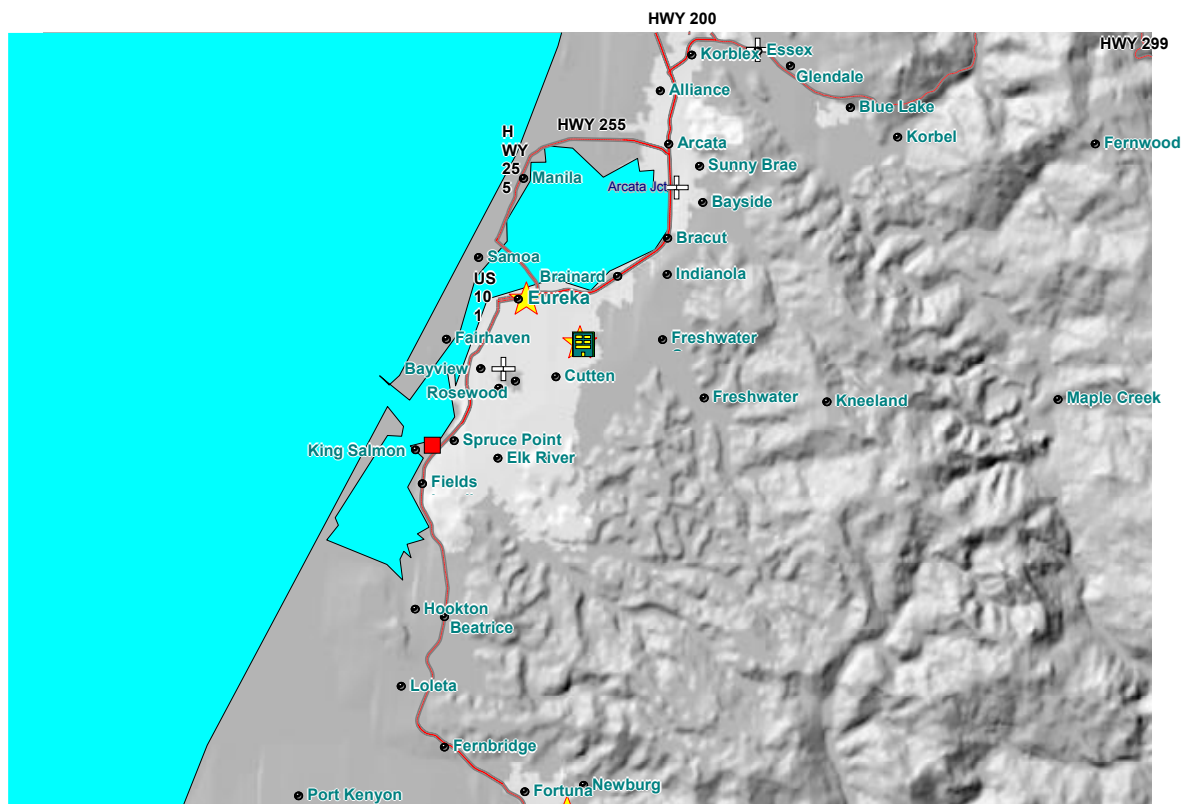 HWY 200
HWY 299
Korblex
Essex
Glendale
Alliance
Blue Lake
HWY 255
H
WY
25
5
Arcata
Korbel
Fernwood
Sunny Brae
Manila
Arcata Jct
Bayside
Bracut
Samoa
Brainard
Indianola
US
10
1
Eureka
Fairhaven
Freshwater
Bayview
Cutten
Rosewood
Freshwater
Kneeland
Maple Creek
King Salmon
Spruce Point
Elk River
Fields
Hookton
Beatrice
Loleta
Fernbridge
Newburg
Fortuna
Port Kenyon